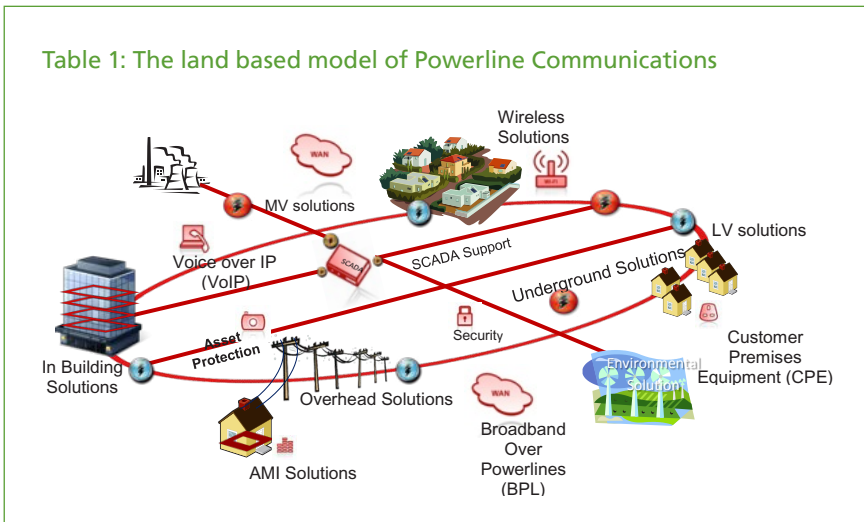 Table 1: The land based model of Powerline Communications
Wireless
Solutions
WAN
WI-FI
MV solutions
LV solutions
Voice over IP
(VoIP)
SCADA
SCADA Support
Underground Solutions
Asset
Protection
Security
In Building
Solutions
Overhead Solutions
Environmental
Solution
Customer
Premises
Equipment (CPE)
WAN
Broadband
Over
Powerlines
(BPL)
AMI Solutions